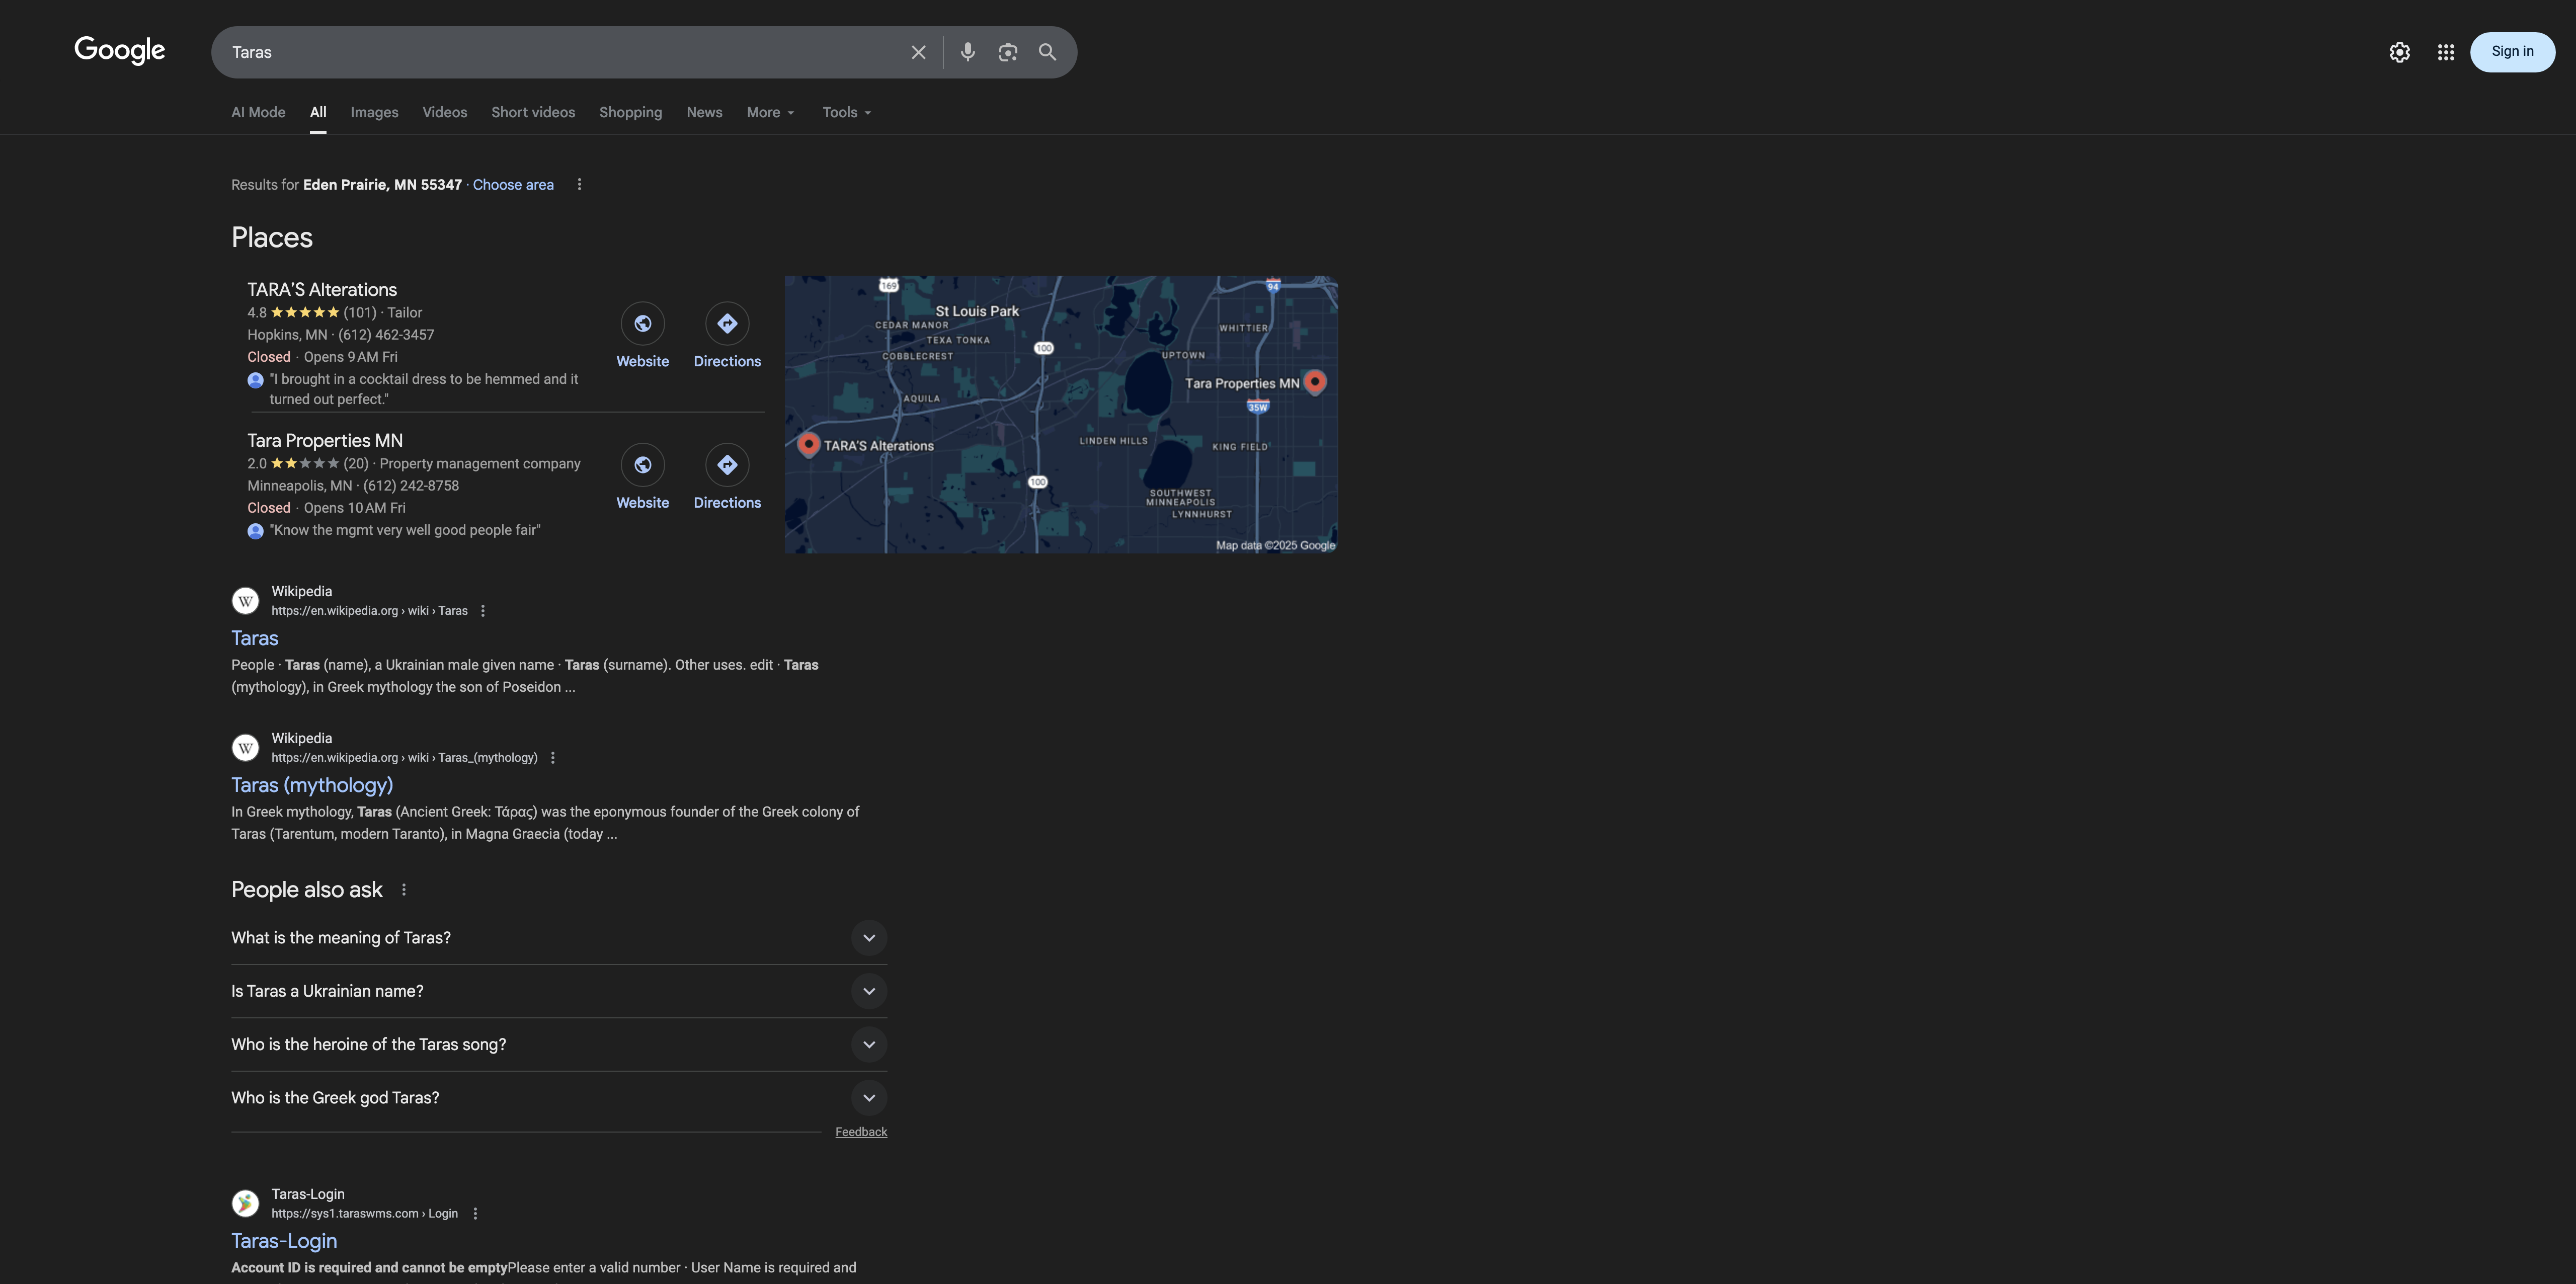 Google
Taras
Sign in
AI Mode All Images Videos Short videos Shopping News More Tools
Results for Eden Prairie, MN 55347 · Choose area
Places
TARA'S Alterations
4.8 (101) · Tailor
Hopkins, MN · (612) 462-3457
Closed · Opens 9 AM Fri
"I brought in a cocktail dress to be hemmed and it
turned out perfect."
Website Directions
Tara Properties MN
2.0 (20) · Property management company
Minneapolis, MN · (612) 242-8758
Closed · Opens 10 AM Fri
"Know the mgmt very well good people fair"
Website Directions
169
94
St Louis Park
CEDAR MANOR
WHITTIER
TEXA TONKA
100
COBBLECREST
UPTOWN
Tara Properties MN
AQUILA
35W
LINDEN HILLS
TARA'S Alterations
KING FIELD
100
SOUTHWEST
MINNEAPOLIS
LYNNHURST
Map data ©2025 Google
W
Wikipedia
https://en.wikipedia.org › wiki › Taras
Taras
People · Taras (name), a Ukrainian male given name · Taras (surname). Other uses. edit · Taras
(mythology), in Greek mythology the son of Poseidon ...
W
Wikipedia
https://en.wikipedia.org › wiki › Taras_(mythology)
Taras (mythology)
In Greek mythology, Taras (Ancient Greek: Τάρας) was the eponymous founder of the Greek colony of
Taras (Tarentum, modern Taranto), in Magna Graecia (today ...
People also ask
What is the meaning of Taras?
Is Taras a Ukrainian name?
Who is the heroine of the Taras song?
Who is the Greek god Taras?
Feedback
Taras-Login
https://sys1.taraswms.com › Login
Taras-Login
Account ID is required and cannot be emptyPlease enter a valid number · User Name is required and